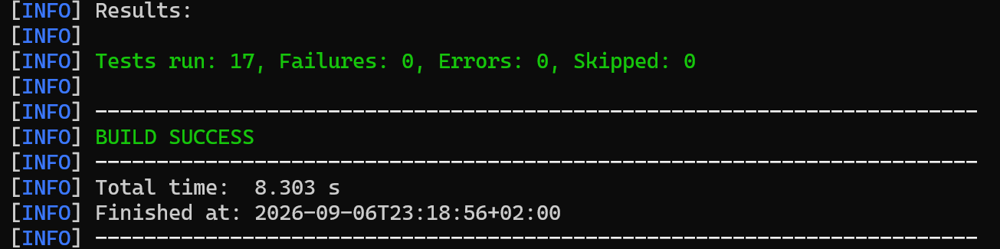 [INFO] Results:
[INFO]
[INFO] Tests run: 17, Failures: 0, Errors: 0, Skipped: 0
[INFO]
[INFO] ------------------------------------------------------------------------
[INFO] BUILD SUCCESS
[INFO] ------------------------------------------------------------------------
[INFO] Total time:  8.303 s
[INFO] Finished at: 2026-09-06T23:18:56+02:00
[INFO] ------------------------------------------------------------------------